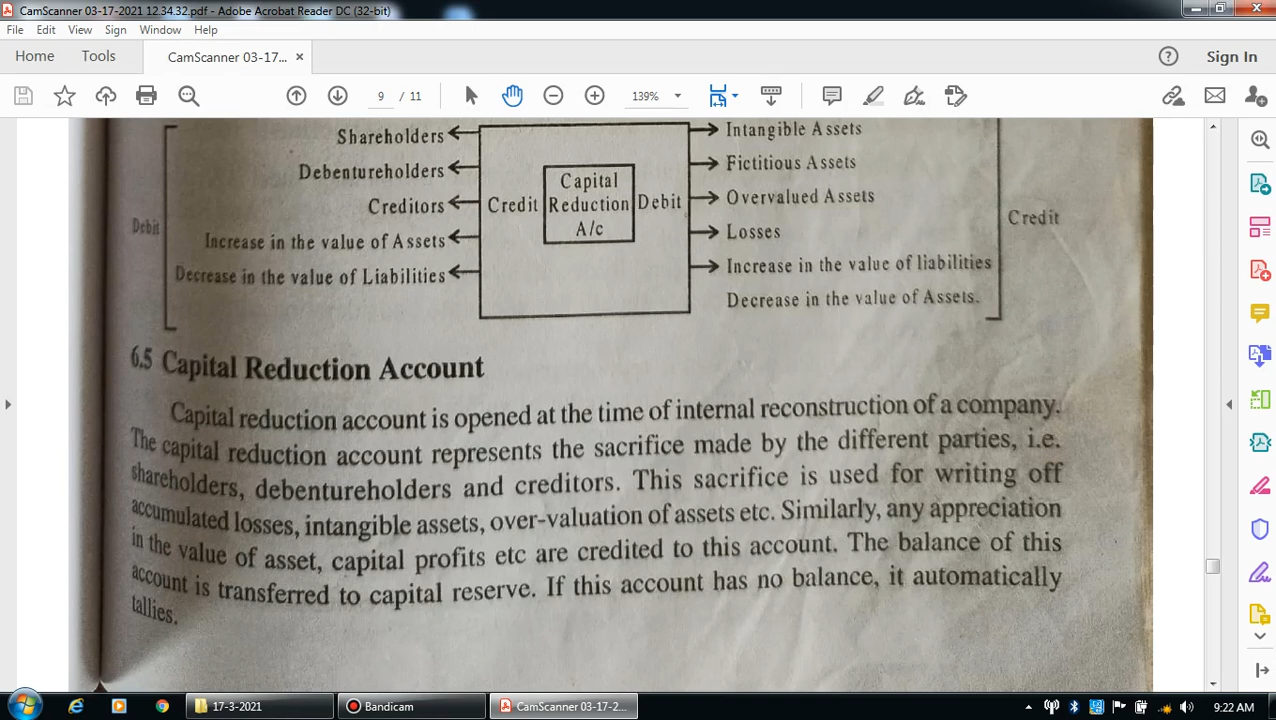 CamScanner 03-17-2021 12.34.32.pdf - Adobe Acrobat Reader DC (32-bit)
File Edit View Sign Window Help
Home Tools CamScanner 03-17... × Sign In
9 / 11 139%
Shareholders Intangible Assets
Debentureholders Fictitious Assets
Capital
Creditors Credit Reduction Debit Overvalued Assets
A/c
Debit Credit
Increase in the value of Assets Losses
Decrease in the value of Liabilities Increase in the value of liabilities
Decrease in the value of Assets.
6.5 Capital Reduction Account
Capital reduction account is opened at the time of internal reconstruction of a company.
The capital reduction account represents the sacrifice made by the different parties, i.e.
shareholders, debentureholders and creditors. This sacrifice is used for writing off
accumulated losses, intangible assets, over-valuation of assets etc. Similarly, any appreciation
in the value of asset, capital profits etc are credited to this account. The balance of this
account is transferred to capital reserve. If this account has no balance, it automatically
tallies.
17-3-2021 Bandicam CamScanner 03-17-2... 9:22 AM